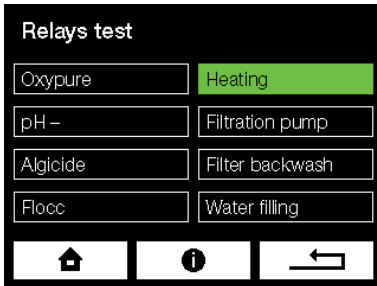 Relays test
Oxypure
Heating
pH –
Filtration pump
Algicide
Filter backwash
Flocc
Water filling